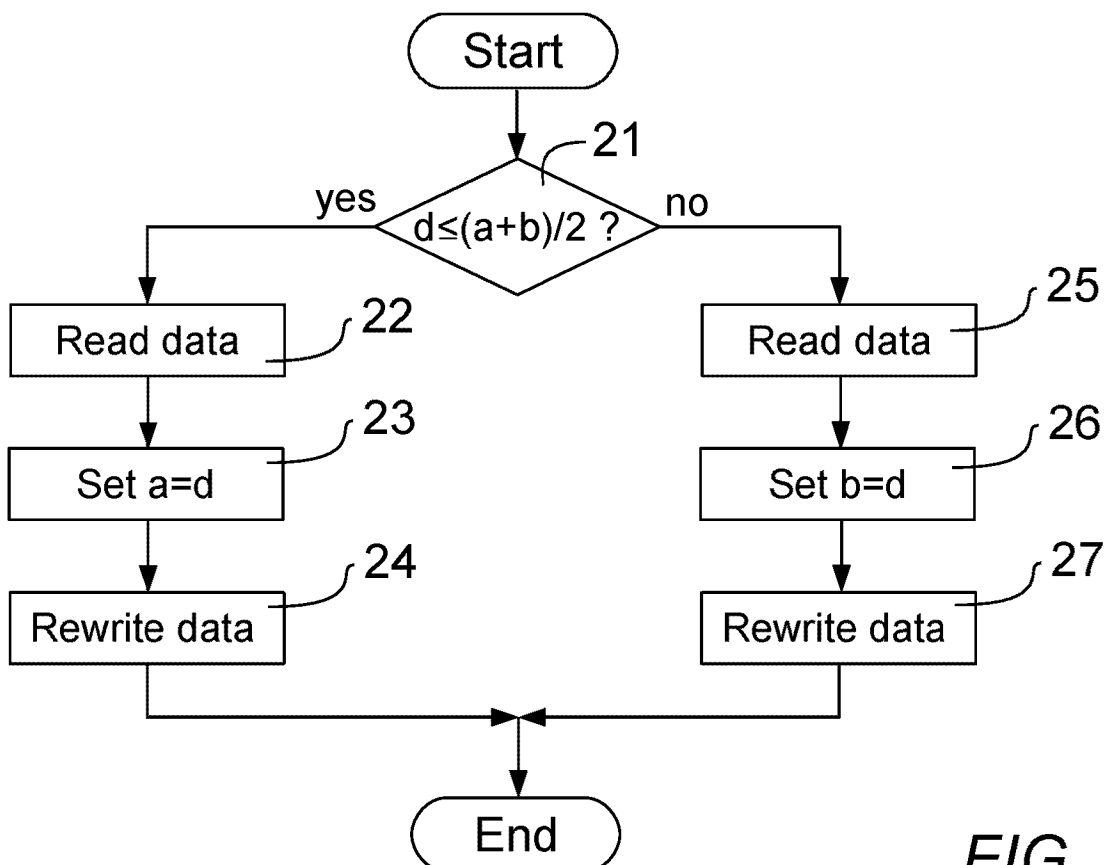 Start
21
yes
d≤(a+b)/2 ?
no
Read data
22
Read data
25
Set a=d
23
Set b=d
26
Rewrite data
24
Rewrite data
27
End
FIG